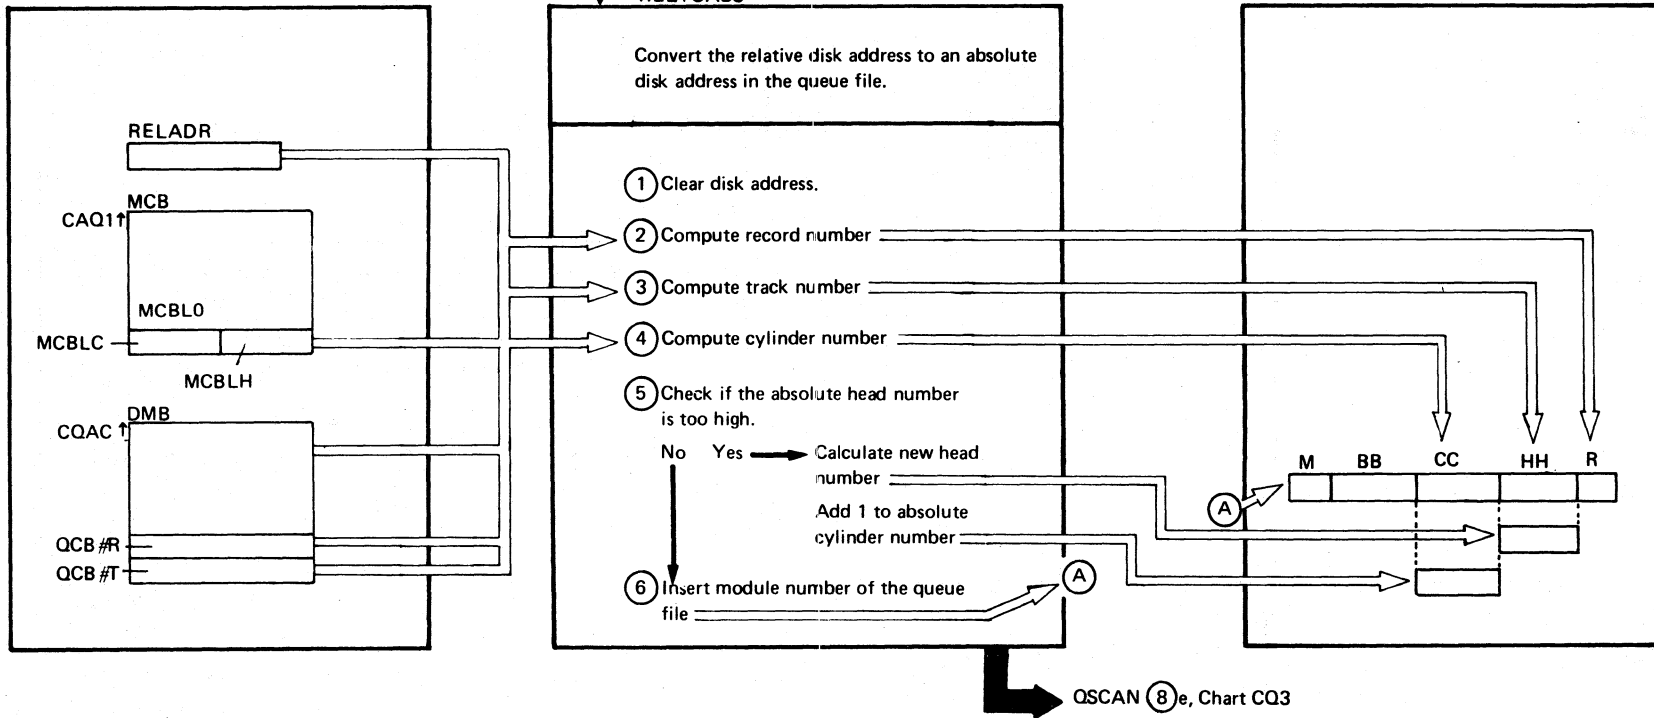 Convert the relative disk address to an absolute
disk address in the queue file.
RELADR
MCB
CAQ1↑
MCBL0
MCBLC
MCBLH
DMB
CQAC ↑
QCB #R
QCB #T
1 Clear disk address.
2 Compute record number
3 Compute track number
4 Compute cylinder number
5 Check if the absolute head number
is too high.
No Yes Calculate new head
number
Add 1 to absolute
cylinder number
6 Insert module number of the queue
file
A
M BB CC HH R
A
QSCAN 8 e, Chart CQ3